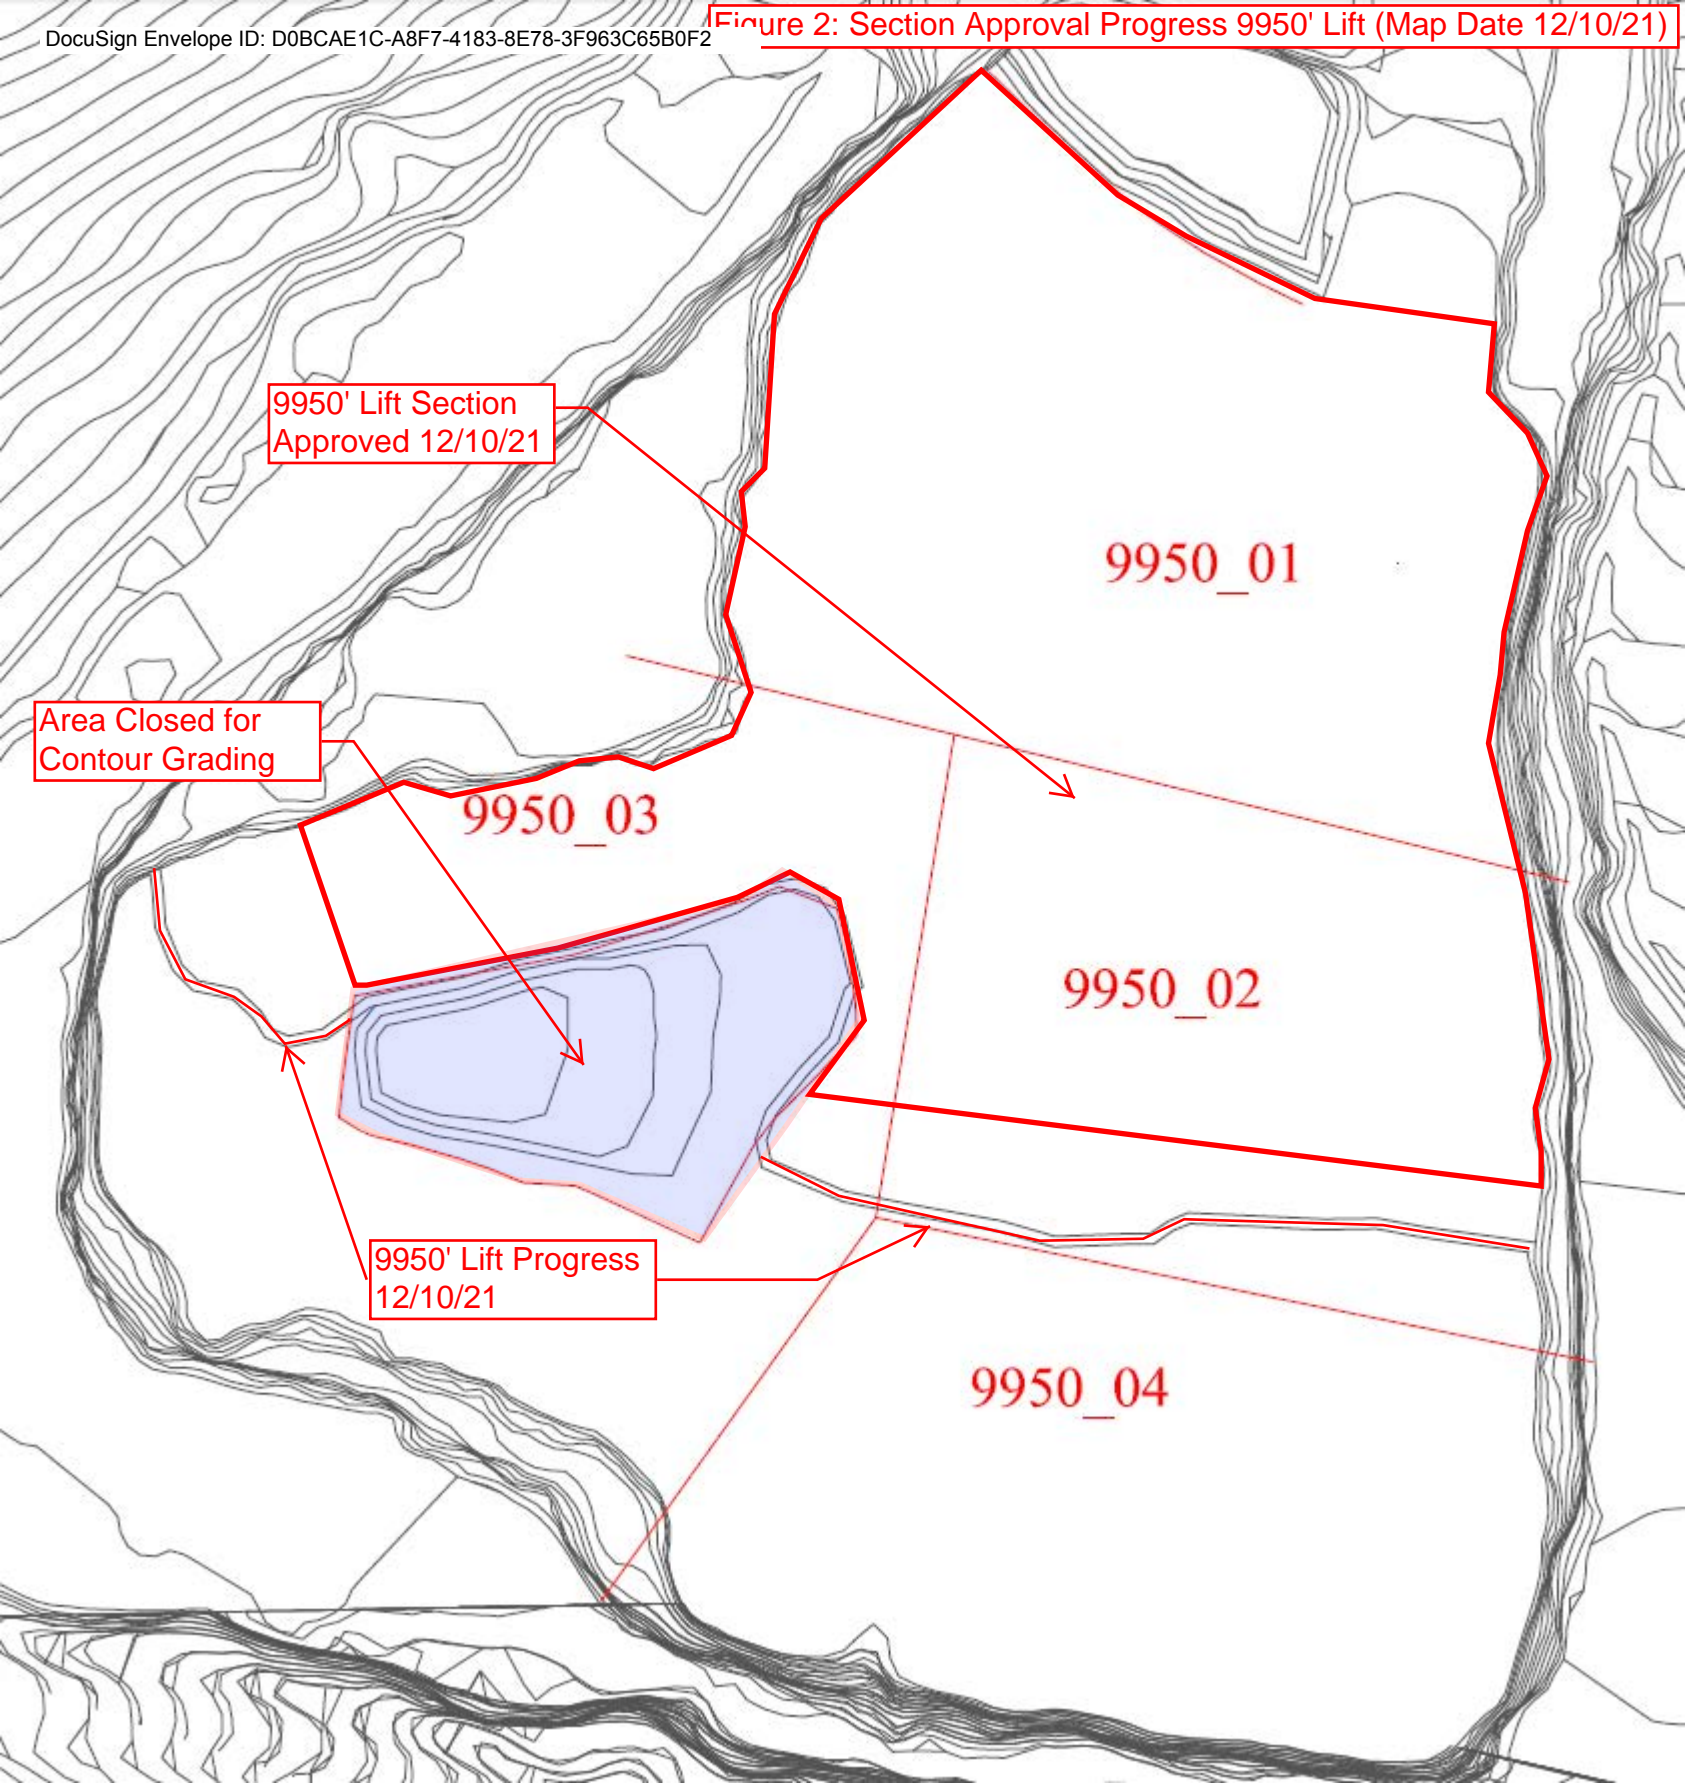 DocuSign Envelope ID: D0BCAE1C-A8F7-4183-8E78-3F963C65B0F2
Figure 2: Section Approval Progress 9950' Lift (Map Date 12/10/21)
9950' Lift Section
Approved 12/10/21
9950_01
Area Closed for
Contour Grading
9950_03
9950_02
9950' Lift Progress
12/10/21
9950_04